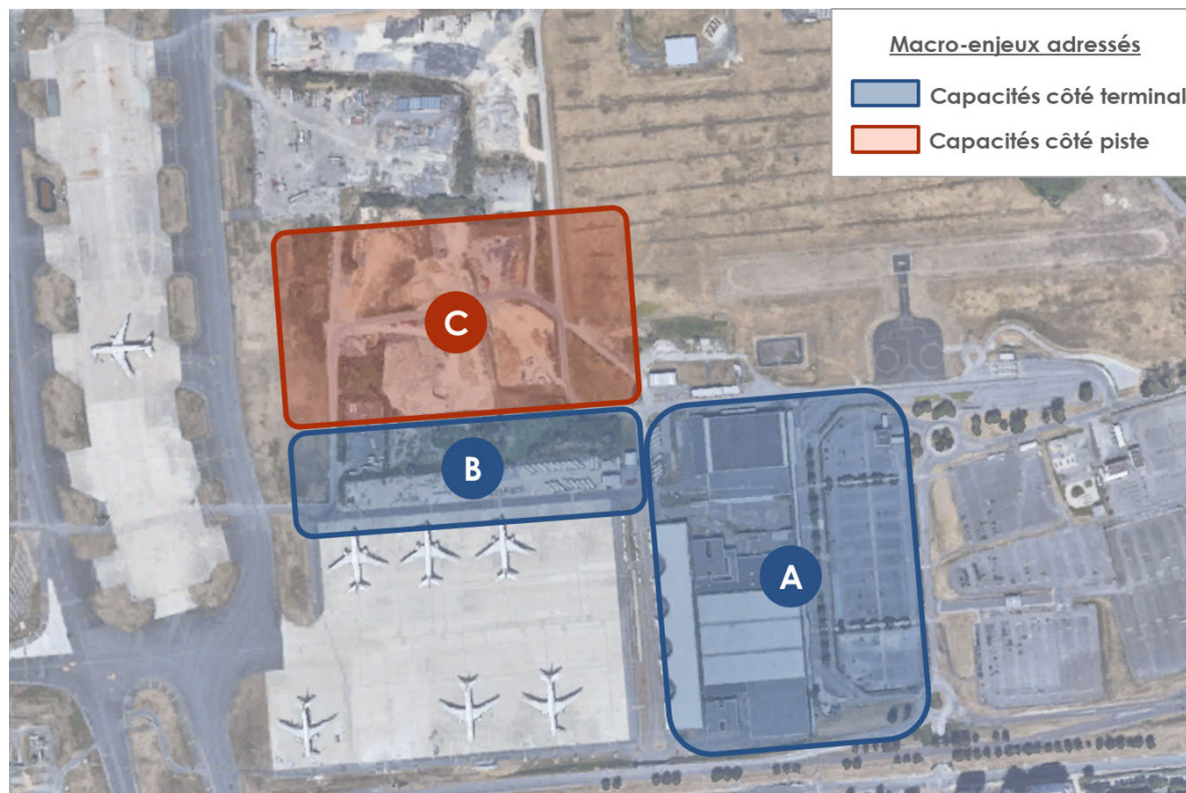 Macro-enjeux adressés
Capacités côté terminal
Capacités côté piste
C
B
A